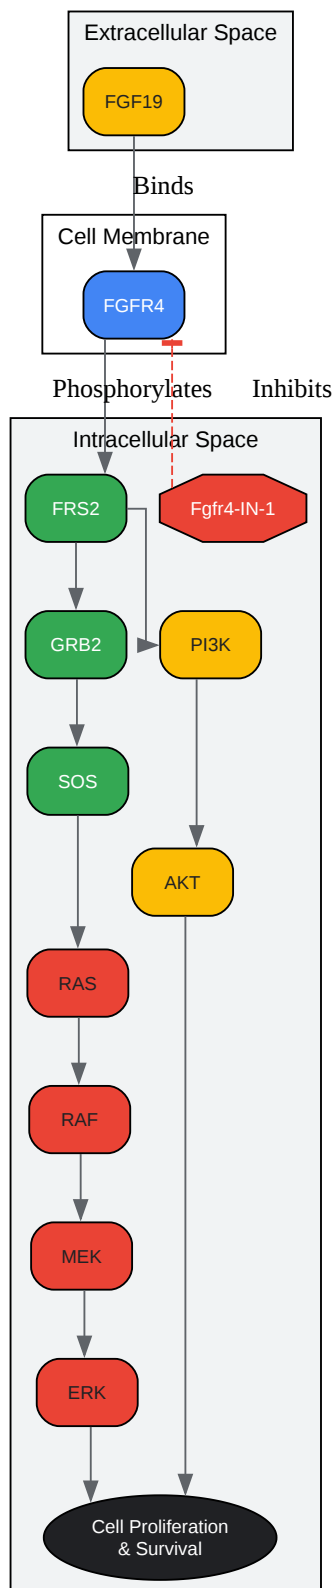 Extracellular Space
FGF19
Binds
Cell Membrane
FGFR4
Phosphorylates
Inhibits
Intracellular Space
FRS2
Fgfr4-IN-1
GRB2
PI3K
SOS
AKT
RAS
RAF
MEK
ERK
Cell Proliferation
& Survival